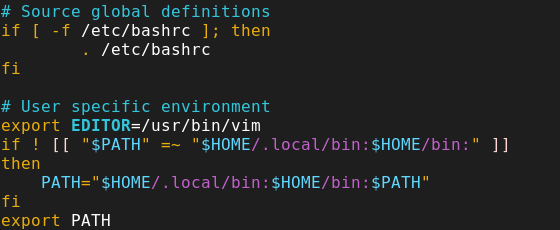 # Source global definitions
if [ -f /etc/bashrc ]; then
        . /etc/bashrc
fi

# User specific environment
export EDITOR=/usr/bin/vim
if ! [[ "$PATH" =~ "$HOME/.local/bin:$HOME/bin:" ]]
then
    PATH="$HOME/.local/bin:$HOME/bin:$PATH"
fi
export PATH